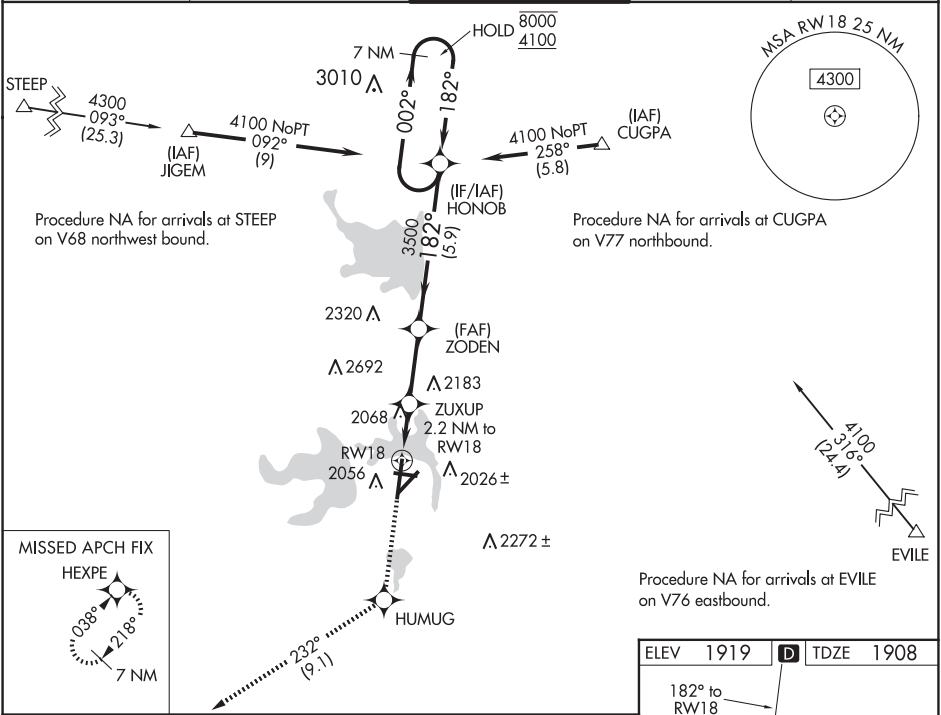 HOLD 8000
4100
7 NM
3010
002°
182°
STEEP
4300
093°
(25.3)
(IAF)
JIGEM
4100 NoPT
092°
(9)
4100 NoPT
258°
(5.8)
(IAF)
CUGPA
MSA RW 18 25 NM
4300
(IF/IAF)
HONOB
Procedure NA for arrivals at STEEP
on V68 northwest bound.
Procedure NA for arrivals at CUGPA
on V77 northbound.
3500
182°
(5.9)
2320
(FAF)
ZODEN
2692
2183
2068
ZUXUP
2.2 NM to
RW18
RW18
2056
2026 ±
2272 ±
4100
316°
(24.4)
EVILE
Procedure NA for arrivals at EVILE
on V76 eastbound.
MISSED APCH FIX
HEXPE
038°
218°
7 NM
HUMUG
232°
(9.1)
ELEV 1919 D TDZE 1908
182° to
RW18